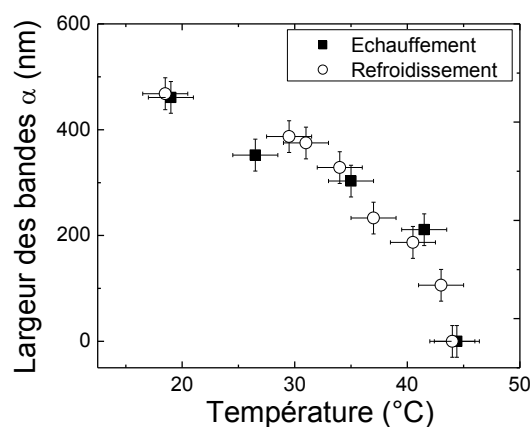 600
400
200
0
20
30
40
50
Largeur des bandes α (nm)
Température (°C)
Echauffement
Refroidissement